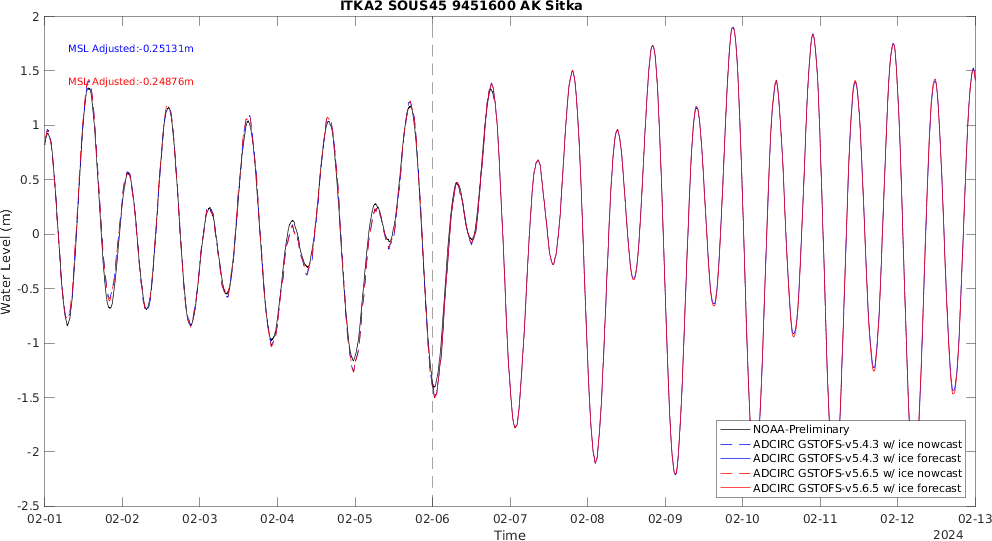 ITKA2 SOUS45 9451600 AK Sitka
MSL Adjusted:-0.25131m
MSL Adjusted:-0.24876m
Water Level (m)
2
1.5
1
0.5
0
-0.5
-1
-1.5
-2
-2.5
NOAA-Preliminary
ADCIRC GSTOFS-v5.4.3 w/ ice nowcast
ADCIRC GSTOFS-v5.4.3 w/ ice forecast
ADCIRC GSTOFS-v5.6.5 w/ ice nowcast
ADCIRC GSTOFS-v5.6.5 w/ ice forecast
02-01 02-02 02-03 02-04 02-05 02-06 02-07 02-08 02-09 02-10 02-11 02-12 02-13
Time
2024